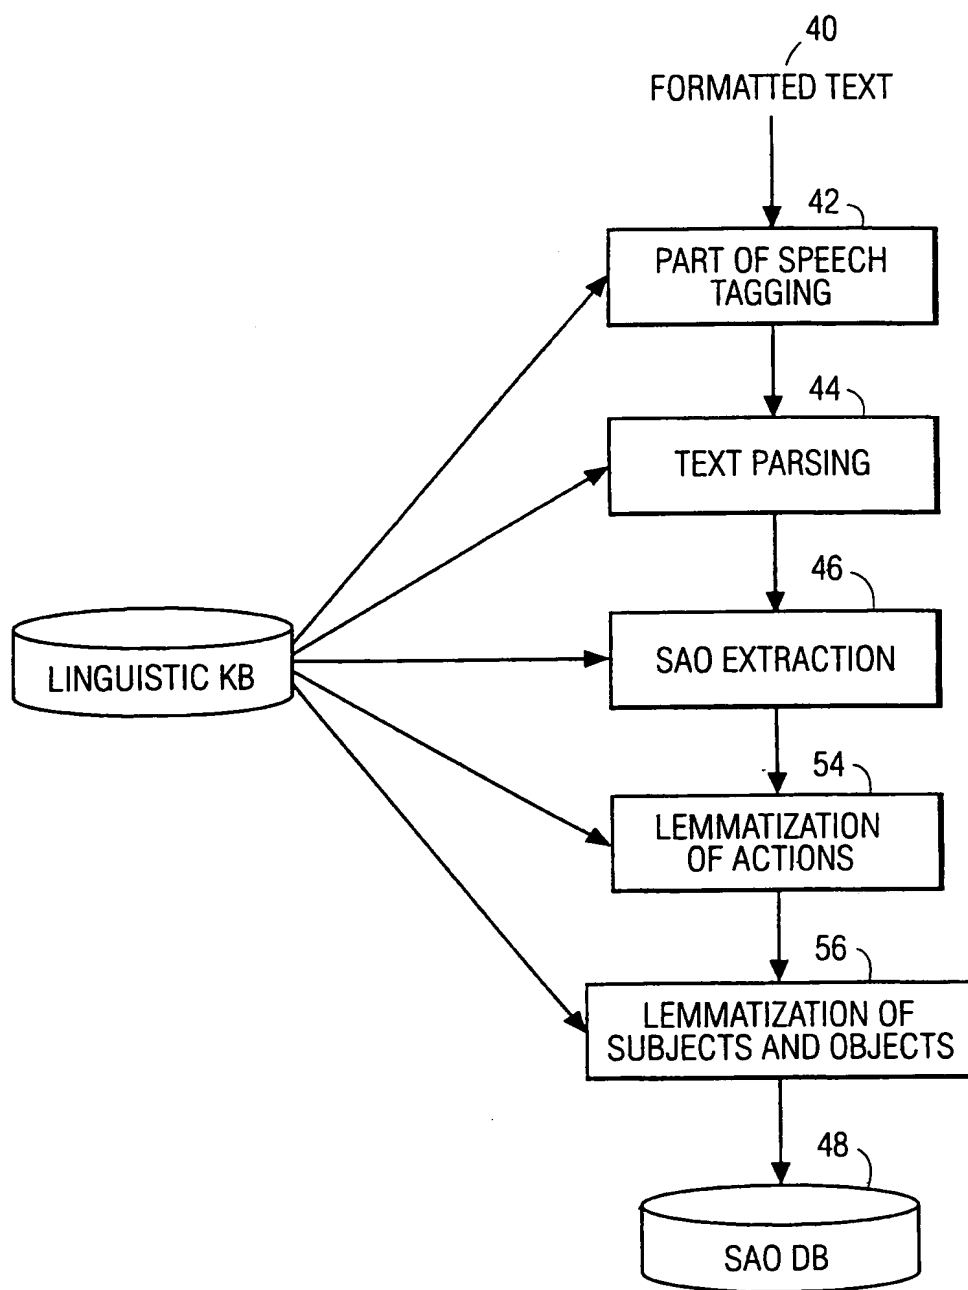 40
FORMATTED TEXT
42
PART OF SPEECH
TAGGING
44
TEXT PARSING
46
SAO EXTRACTION
LINGUISTIC KB
54
LEMMATIZATION
OF ACTIONS
56
LEMMATIZATION OF
SUBJECTS AND OBJECTS
48
SAO DB